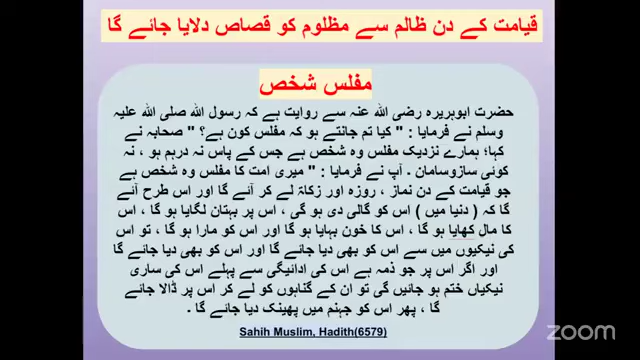 قیامت کے دن ظالم سے مظلوم کو قصاص دلایا جائے گا
مفلس شخص
حضرت ابوہریرہ رضی اللہ عنہ سے روایت ہے کہ رسول اللہ صلی اللہ علیہ
وسلم نے فرمایا : " کیا تم جانتے ہو کہ مفلس کون ہے؟ " صحابہ نے
کہا؛ ہمارے نزدیک مفلس وہ شخص ہے جس کے پاس نہ درہم ہو ، نہ
کوئی سازوسامان ۔ آپ نے فرمایا : " میری امت کا مفلس وہ شخص ہے
جو قیامت کے دن نماز ، روزہ اور زکاۃ لے کر آئے گا اور اس طرح آئے
گا کہ ( دنیا میں ) اس کو گالی دی ہو گی ، اس پر بہتان لگایا ہو گا ، اس
کا مال کھایا ہو گا ، اس کا خون بہایا ہو گا اور اس کو مارا ہو گا ، تو اس
کی نیکیوں میں سے اس کو بھی دیا جائے گا اور اس کو بھی دیا جائے گا
اور اگر اس پر جو ذمہ ہے اس کی ادائیگی سے پہلے اس کی ساری
نیکیاں ختم ہو جائیں گی تو ان کے گناہوں کو لے کر اس پر ڈالا جائے
گا ، پھر اس کو جہنم میں پھینک دیا جائے گا ۔
Sahih Muslim, Hadith(6579)
zoom